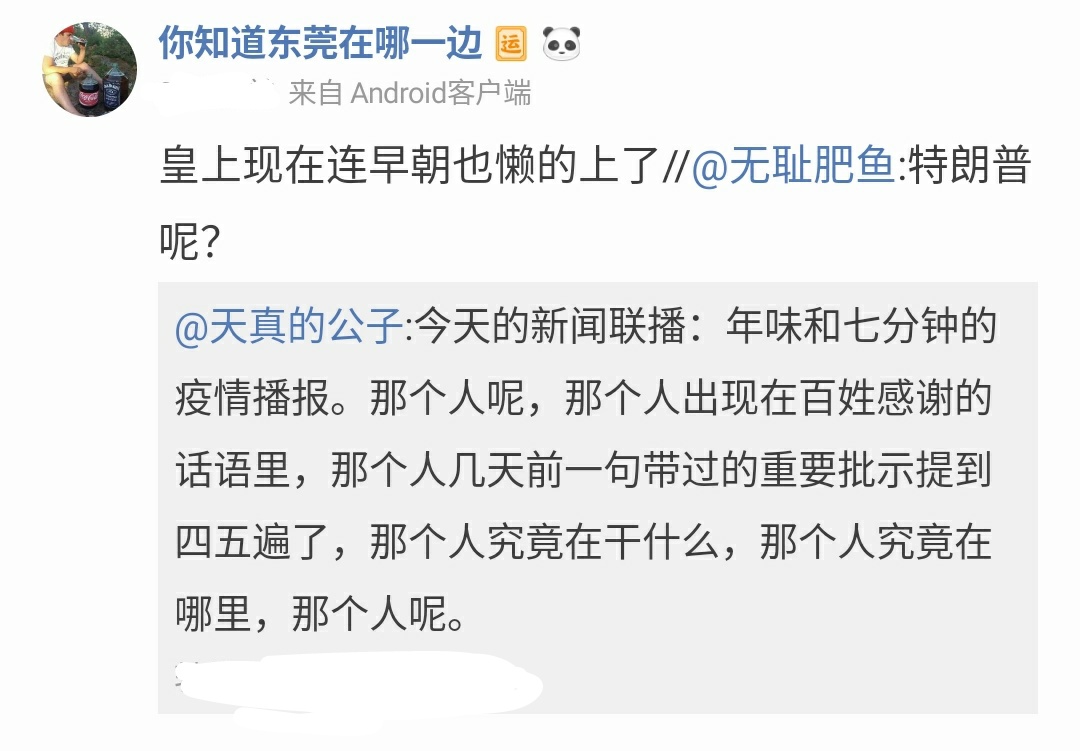 你知道东莞在哪一边 运
来自 Android客户端
皇上现在连早朝也懒的上了//@无耻肥鱼:特朗普
呢？
@天真的公子:今天的新闻联播：年味和七分钟的
疫情播报。那个人呢，那个人出现在百姓感谢的
话语里，那个人几天前一句带过的重要批示提到
四五遍了，那个人究竟在干什么，那个人究竟在
哪里，那个人呢。